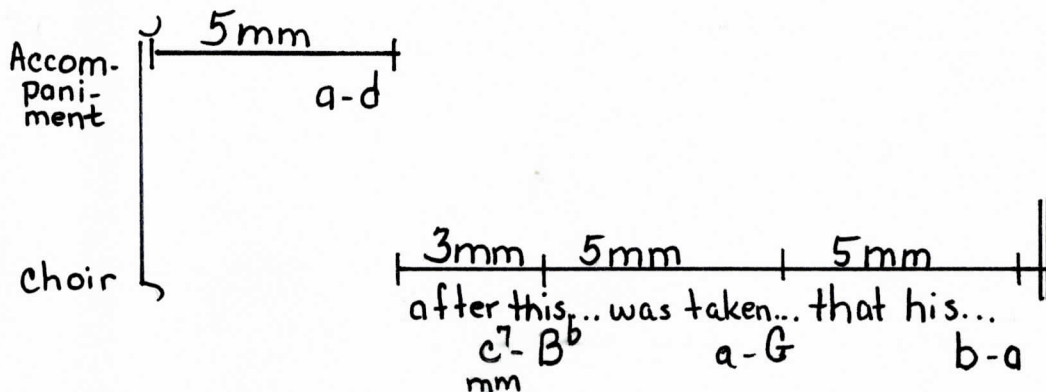 5mm
Accom-
pani-
ment
a-d
choir
3mm 5mm 5mm
after this... was taken... that his...
c⁷-B♭ a-G b-a
mm